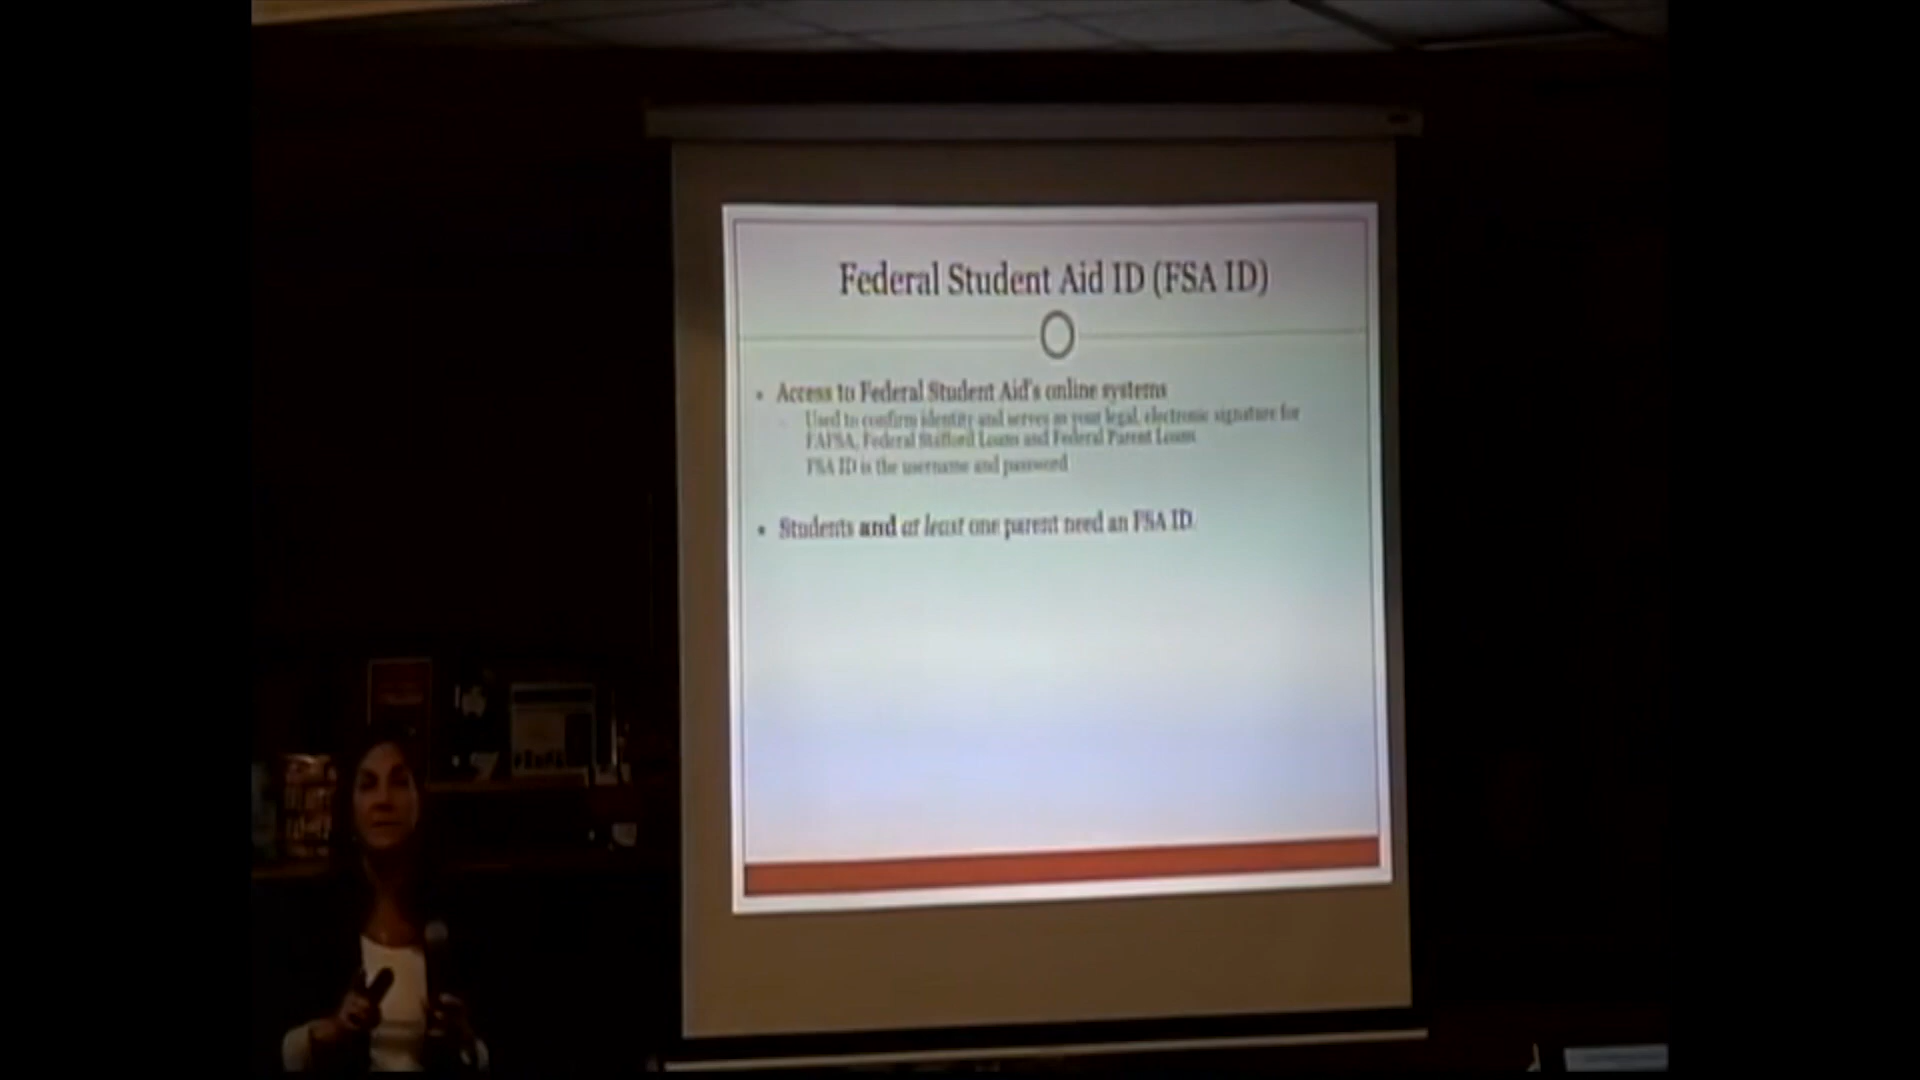 Federal Student Aid ID (FSA ID)
• Access to Federal Student Aid's online systems
Used to confirm identity and serves as your legal, electronic signature for
FAFSA, Federal Stafford Loans and Federal Parent Loans
FSA ID is the username and password
• Students and at least one parent need an FSA ID